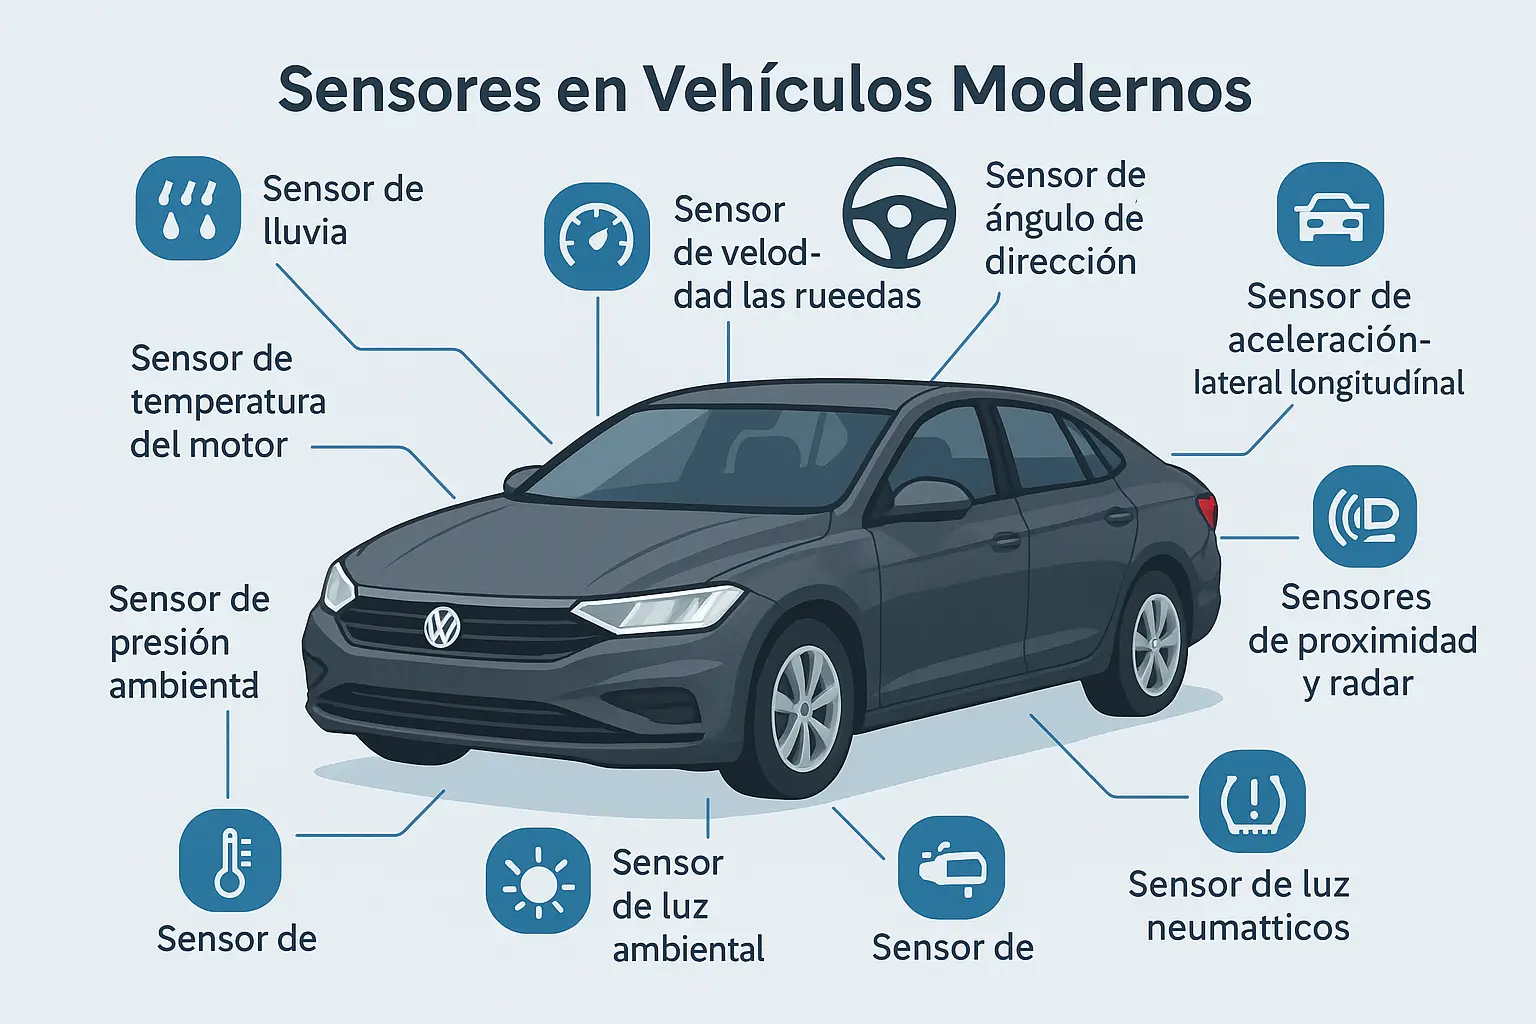 Sensores en Vehículos Modernos
Sensor de
lluvia
Sensor
de velod-
dad las rueedas
Sensor de
ángulo de
dirección
Sensor de
aceleración-
lateral longitudínal
Sensor de
temperatura
del motor
Sensores
de proximidad
y radar
Sensor de
presión
ambienta
Sensor de
Sensor
de luz
ambiental
Sensor de
Sensor de luz
neumatticos